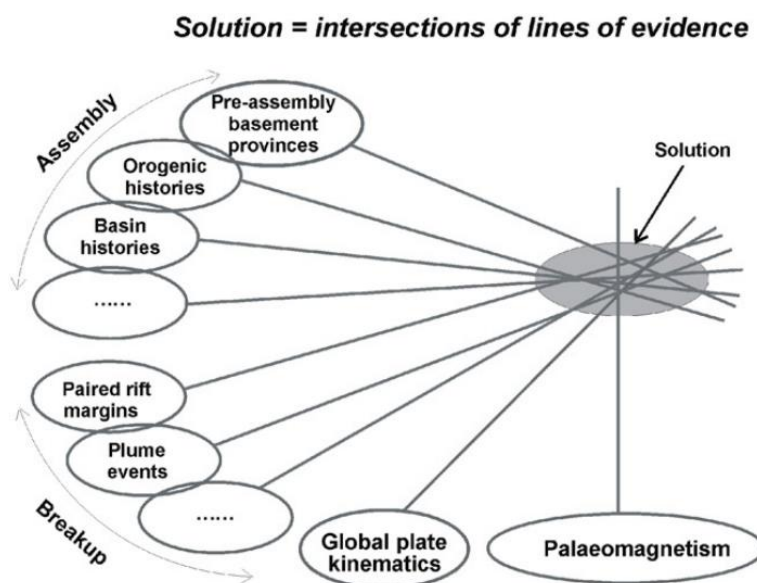 Solution = intersections of lines of evidence
Assembly
Pre-assembly
basement
provinces
Orogenic
histories
Basin
histories
......
Solution
Paired rift
margins
Plume
events
......
Breakup
Global plate
kinematics
Palaeomagnetism